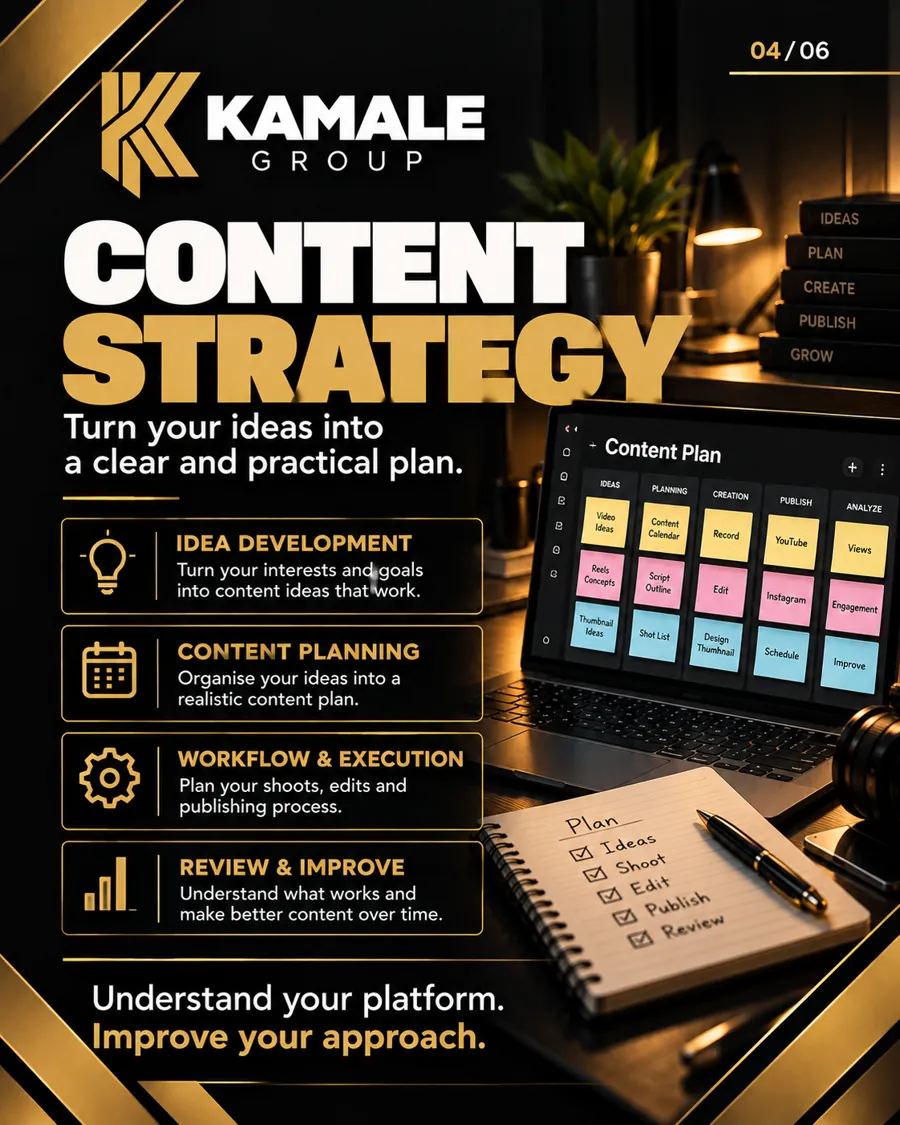 04 / 06
KAMALE
GROUP
CONTENT
STRATEGY
Turn your ideas into
a clear and practical plan.
IDEA DEVELOPMENT
Turn your interests and goals
into content ideas that work.
CONTENT PLANNING
Organise your ideas into a
realistic content plan.
WORKFLOW & EXECUTION
Plan your shoots, edits and
publishing process.
REVIEW & IMPROVE
Understand what works and
make better content over time.
Understand your platform.
Improve your approach.
IDEAS
PLAN
CREATE
PUBLISH
GROW
+ Content Plan
IDEAS
Video
Ideas
Reels
Concepts
Thumbnail
Ideas
PLANNING
Content
Calendar
Script
Outline
Shot List
CREATION
Record
Edit
Design
Thumhnail
PUBLISH
YouTube
Instagram
Schedule
ANALYZE
Views
Engagement
Improve
Plan
Ideas
Shoot
Edit
Publish
Review